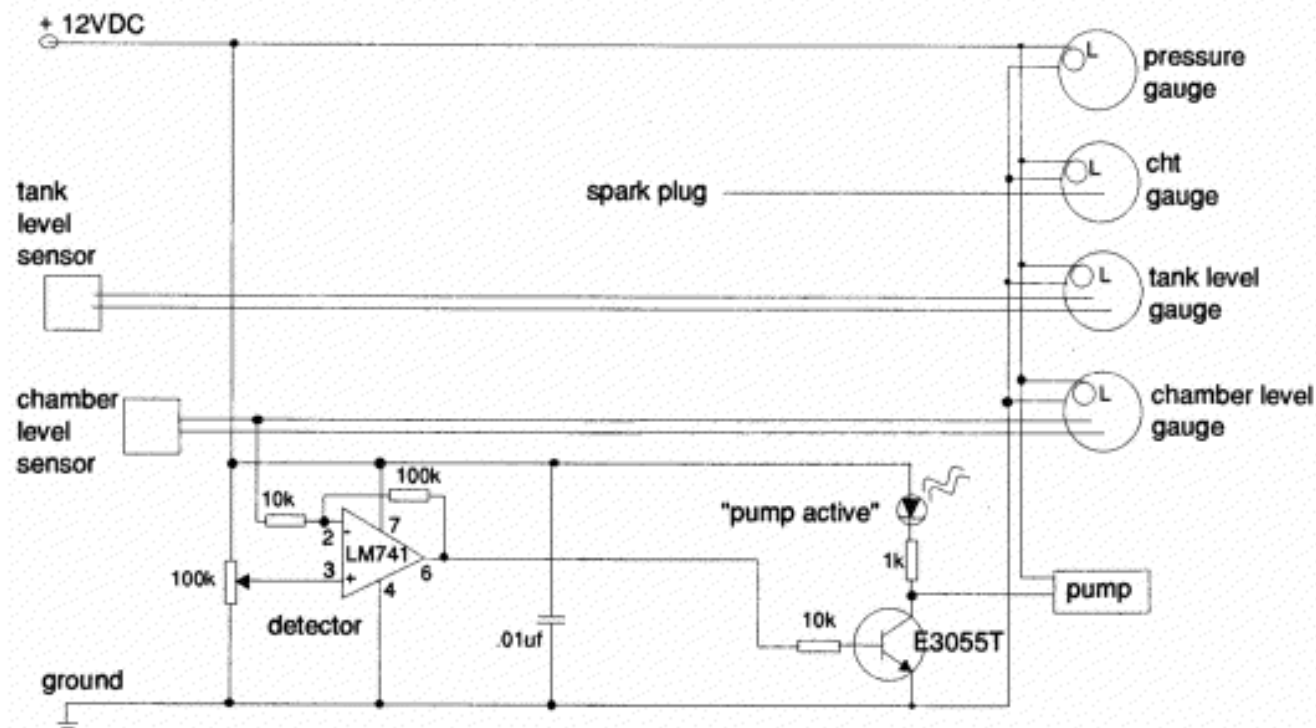 + 12VDC
L
pressure
gauge
L
cht
gauge
spark plug
tank
level
sensor
L
tank level
gauge
chamber
level
sensor
L
chamber level
gauge
100k
10k
"pump active"
2
7
LM741
1k
100k
3
+
6
4
pump
detector
.01uf
10k
E3055T
ground